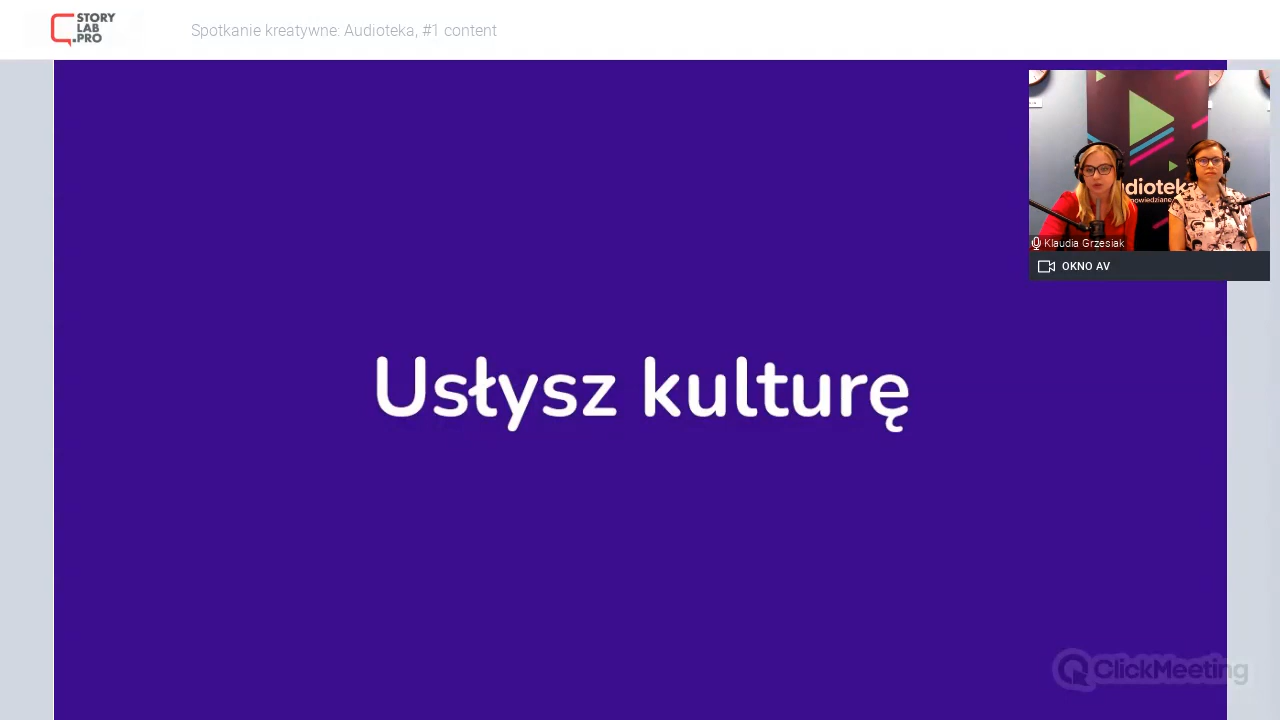 STORY
LAB
.PRO
Spotkanie kreatywne: Audioteka, #1 content
Usłysz kulturę
Klaudia Grzesiak
OKNO AV
ClickMeeting